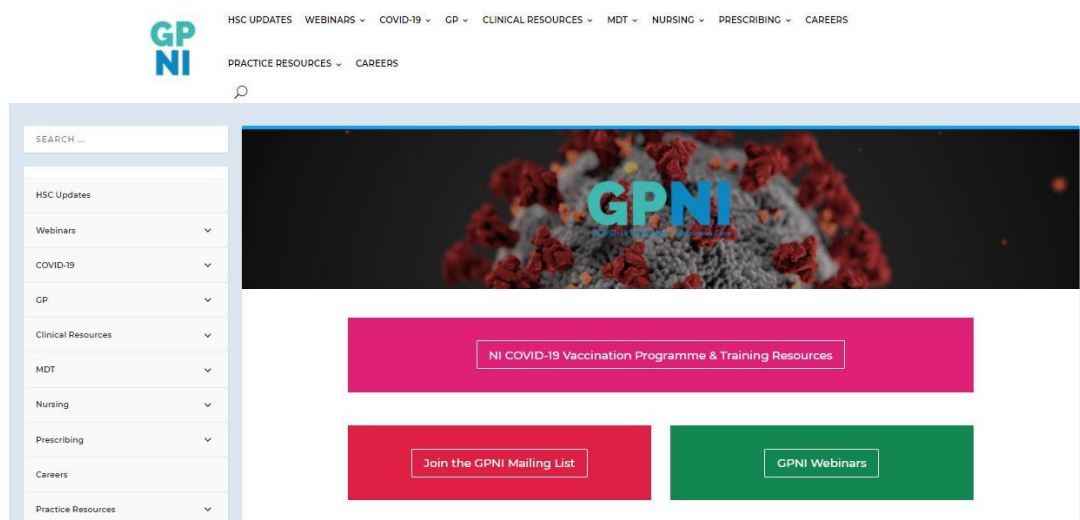 GP
NI
HSC UPDATES WEBINARS COVID-19 GP CLINICAL RESOURCES MDT NURSING PRESCRIBING CAREERS
PRACTICE RESOURCES CAREERS
SEARCH ...
HSC Updates
Webinars
COVID-19
GP
Clinical Resources
MDT
Nursing
Prescribing
Careers
Practice Resources
GPNI
NI COVID-19 Vaccination Programme & Training Resources
Join the GPNI Mailing List
GPNI Webinars